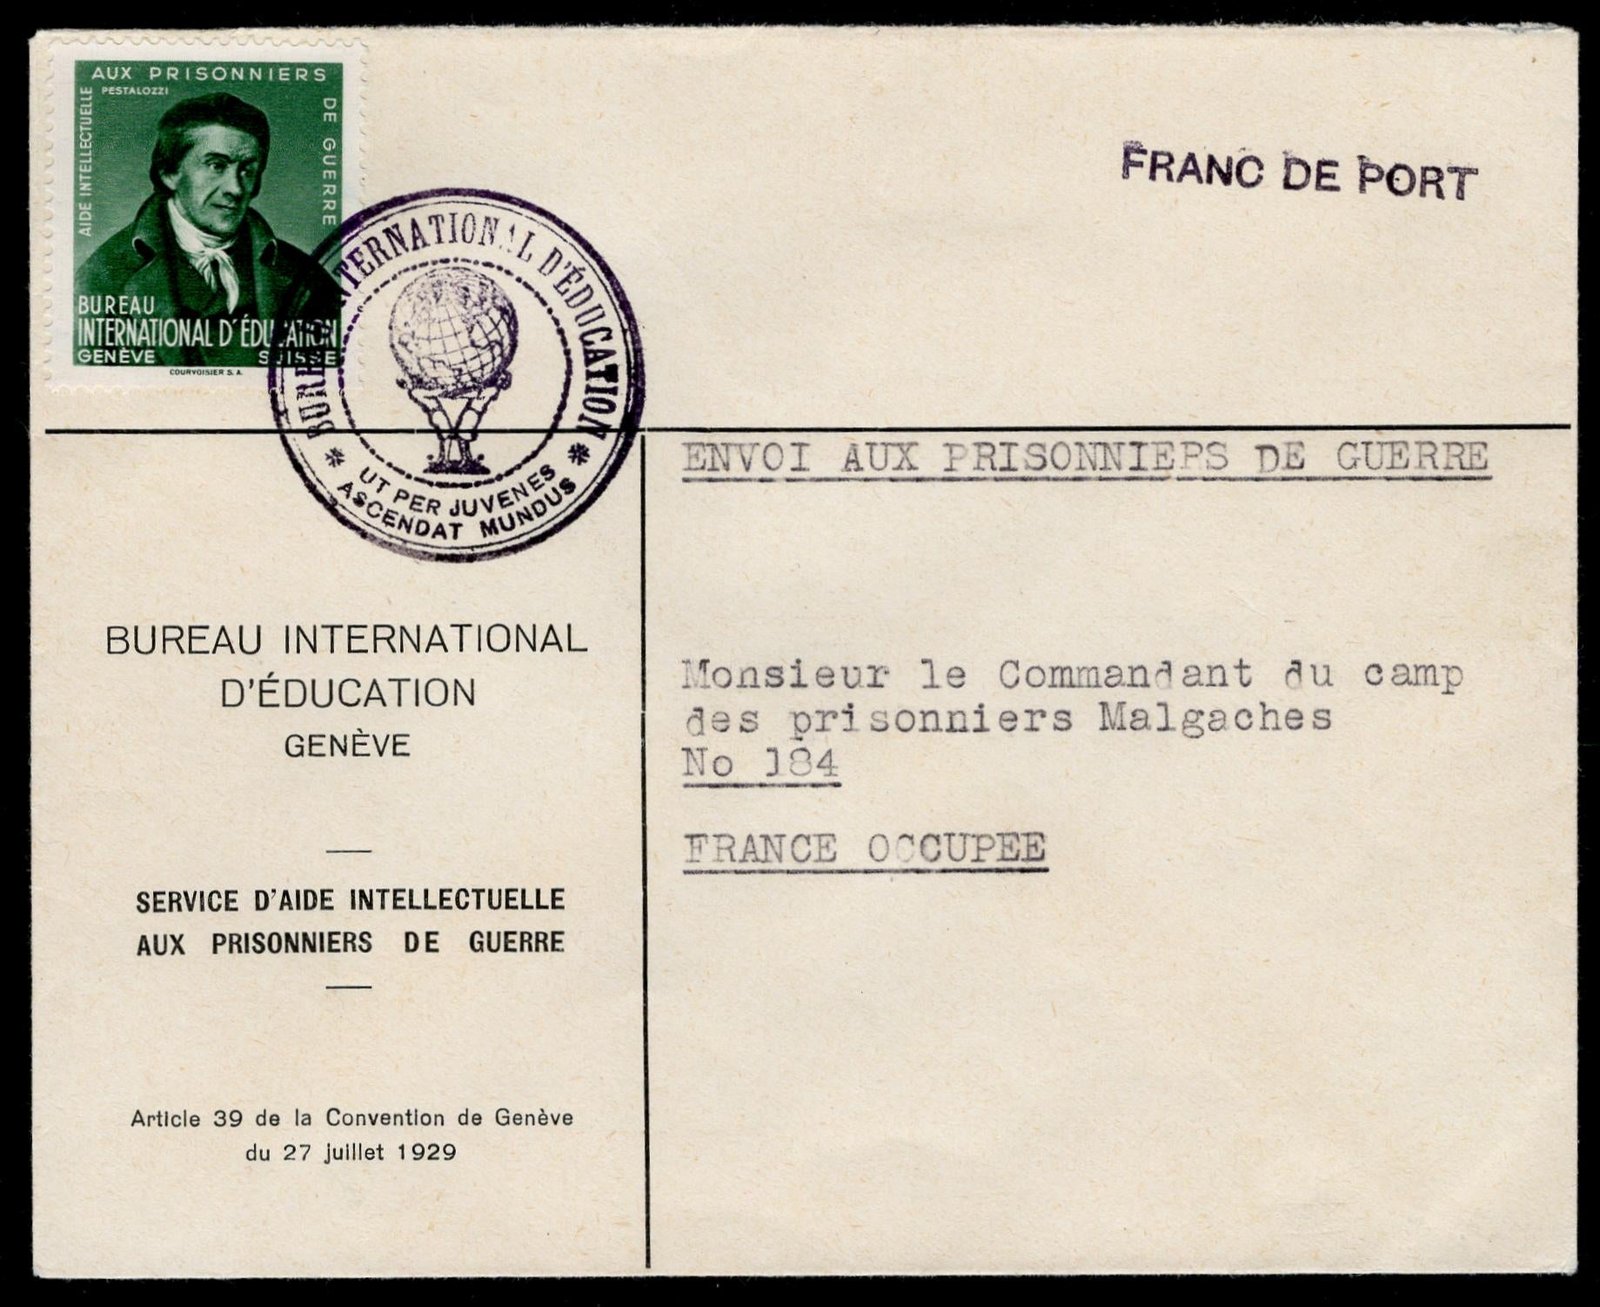 AUX PRISONNIERS
PESTALOZZI
AIDE INTELLECTUELLE
DE GUERRE
BUREAU
INTERNATIONAL D'ÉDUCATION
GENÈVE SUISSE
COURVOISIER S. A.
FRANC DE PORT
BUREAU INTERNATIONAL D'ÉDUCATION
* UT PER JUVENES *
ASCENDAT MUNDUS
ENVOI AUX PRISONNIERS DE GUERRE
BUREAU INTERNATIONAL
D'ÉDUCATION
GENÈVE
SERVICE D'AIDE INTELLECTUELLE
AUX PRISONNIERS DE GUERRE
Article 39 de la Convention de Genève
du 27 juillet 1929
Monsieur le Commandant du camp
des prisonniers Malgaches
No 184
FRANCE OCCUPEE